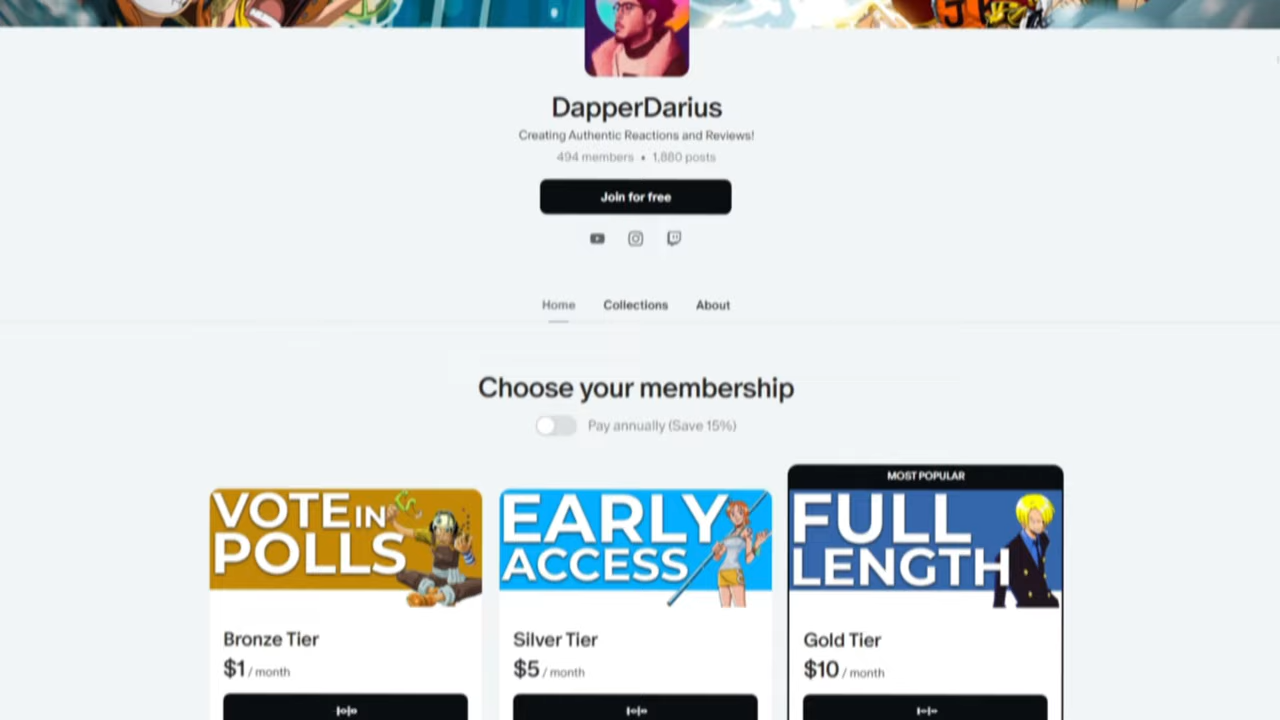 DapperDarius
Creating Authentic Reactions and Reviews!
494 members • 1,880 posts
Join for free
Home Collections About
Choose your membership
Pay annually (Save 15%)
MOST POPULAR
VOTE IN
POLLS
EARLY
ACCESS
FULL
LENGTH
Bronze Tier
$1 / month
Silver Tier
$5 / month
Gold Tier
$10 / month